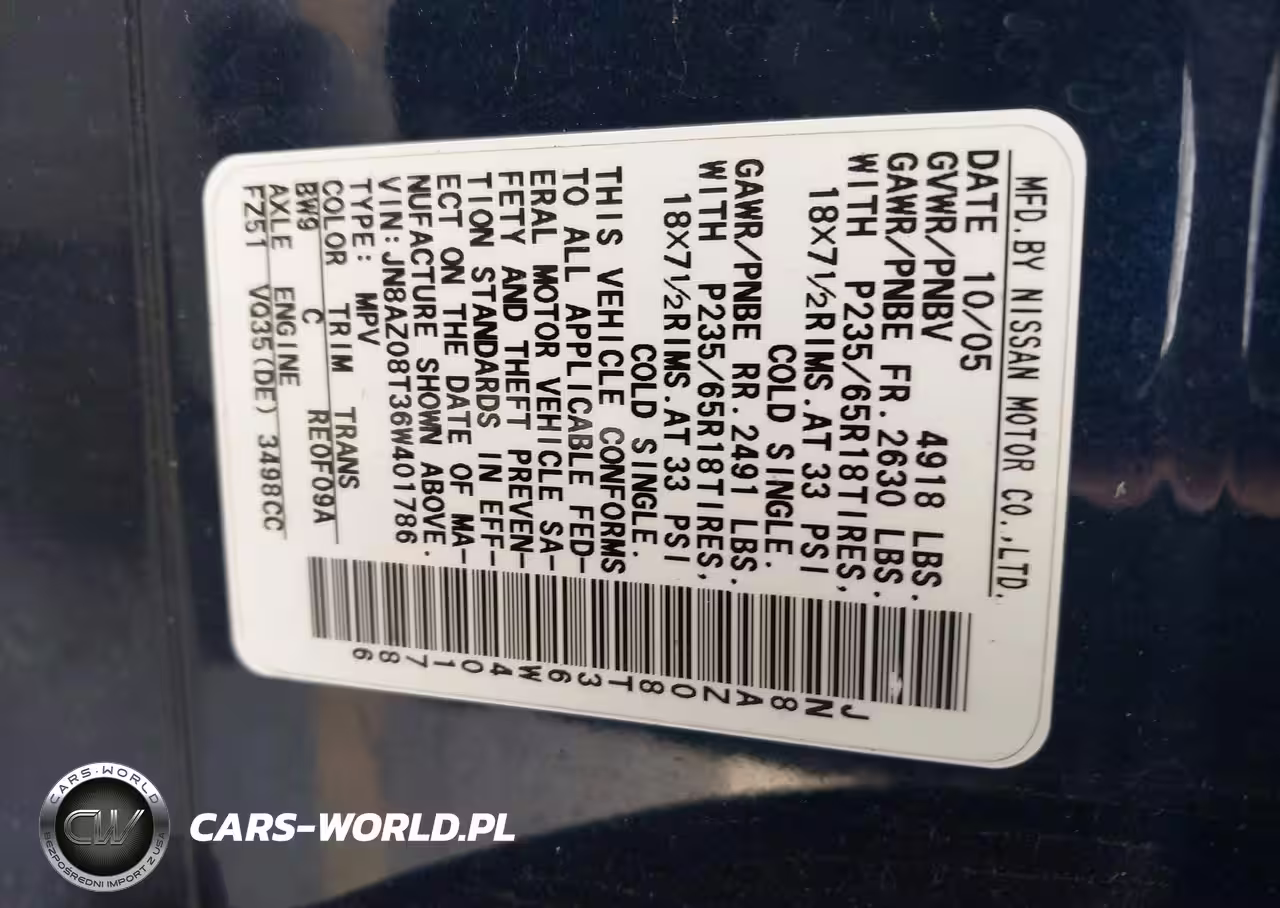 MFD.BY NISSAN MOTOR CO.,LTD.
DATE 10/05
GVWR/PNBV 4918 LBS.
GAWR/PNBE FR.2630 LBS.
WITH P235/65R18TIRES,
18X7½RIMS.AT 33 PSI
COLD SINGLE.
GAWR/PNBE RR.2491 LBS.
WITH P235/65R18TIRES,
18X7½RIMS.AT 33 PSI
COLD SINGLE.
THIS VEHICLE CONFORMS
TO ALL APPLICABLE FED-
ERAL MOTOR VEHICLE SA-
FETY AND THEFT PREVEN-
TION STANDARDS IN EFF-
ECT ON THE DATE OF MA-
NUFACTURE SHOWN ABOVE.
VIN:JN8AZ08T36W401786
TYPE: MPV
COLOR TRIM TRANS
BW9 C RE0F09A
AXLE ENGINE
FZ51 VQ35(DE) 3498CC
JN8AZ08T36W401786
CARS-WORLD
CW
BEZPOŚREDNI IMPORT Z USA
CARS-WORLD.PL